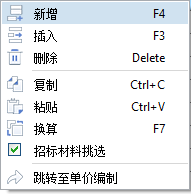 新增 F4
插入 F3
删除 Delete
复制 Ctrl+C
粘贴 Ctrl+V
换算 F7
招标材料挑选
跳转至单价编制